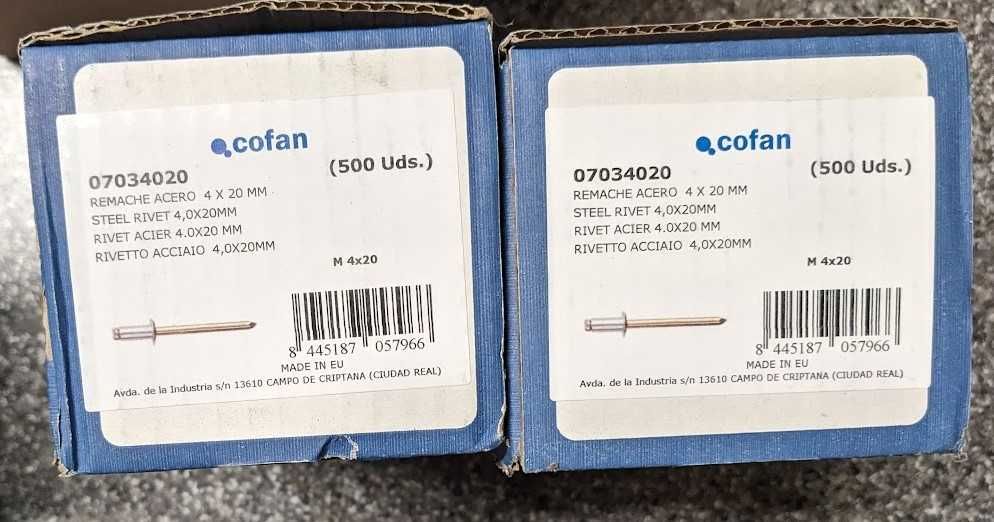 cofan
07034020 (500 Uds.)
REMACHE ACERO 4 X 20 MM
STEEL RIVET 4,0X20MM
RIVET ACIER 4.0X20 MM
RIVETTO ACCIAIO 4,0X20MM
M 4x20
8 445187 057966
MADE IN EU
Avda. de la Industria s/n 13610 CAMPO DE CRIPTANA (CIUDAD REAL)
cofan
07034020 (500 Uds.)
REMACHE ACERO 4 X 20 MM
STEEL RIVET 4,0X20MM
RIVET ACIER 4.0X20 MM
RIVETTO ACCIAIO 4,0X20MM
M 4x20
8 445187 057966
MADE IN EU
Avda. de la Industria s/n 13610 CAMPO DE CRIPTANA (CIUDAD REAL)